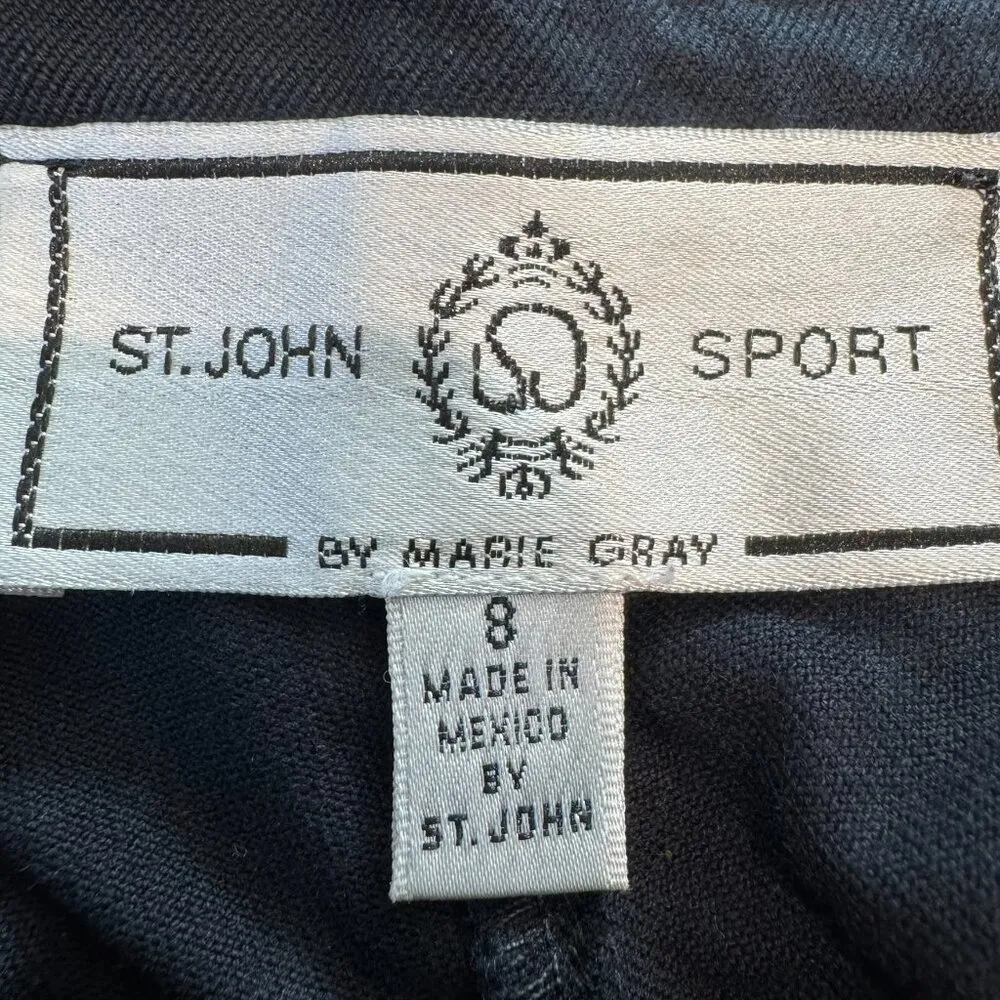 ST. JOHN SPORT
BY MARIE GRAY
8
MADE IN
MEXICO
BY
ST. JOHN